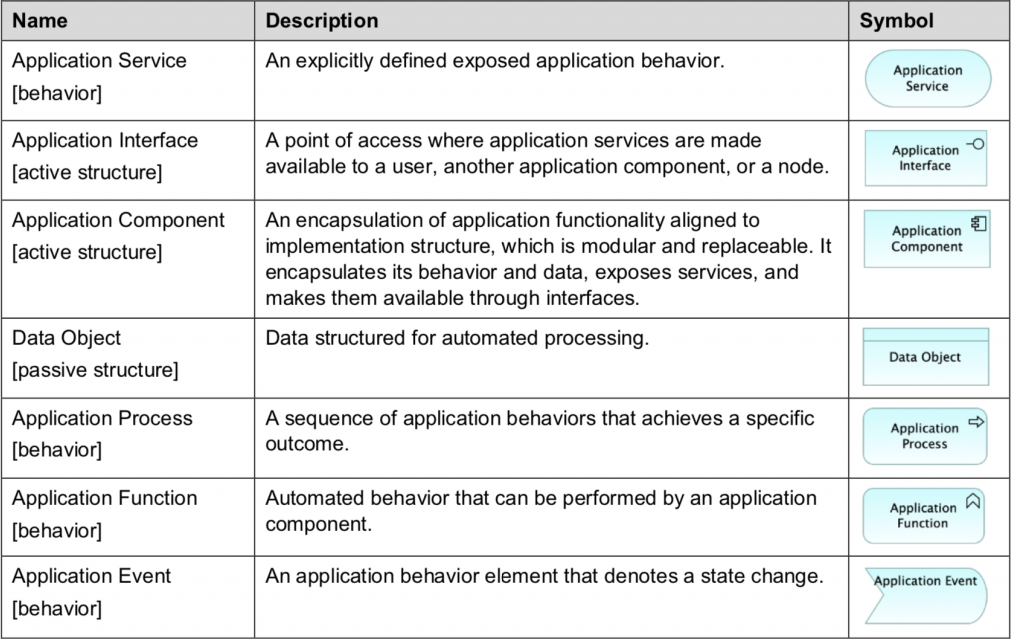 Name Description Symbol
Application Service
[behavior]
An explicitly defined exposed application behavior.
Application
Service
Application Interface
[active structure]
A point of access where application services are made
available to a user, another application component, or a node.
Application
Interface
Application Component
[active structure]
An encapsulation of application functionality aligned to
implementation structure, which is modular and replaceable. It
encapsulates its behavior and data, exposes services, and
makes them available through interfaces.
Application
Component
Data Object
[passive structure]
Data structured for automated processing.
Data Object
Application Process
[behavior]
A sequence of application behaviors that achieves a specific
outcome.
Application
Process
Application Function
[behavior]
Automated behavior that can be performed by an application
component.
Application
Function
Application Event
[behavior]
An application behavior element that denotes a state change.
Application Event